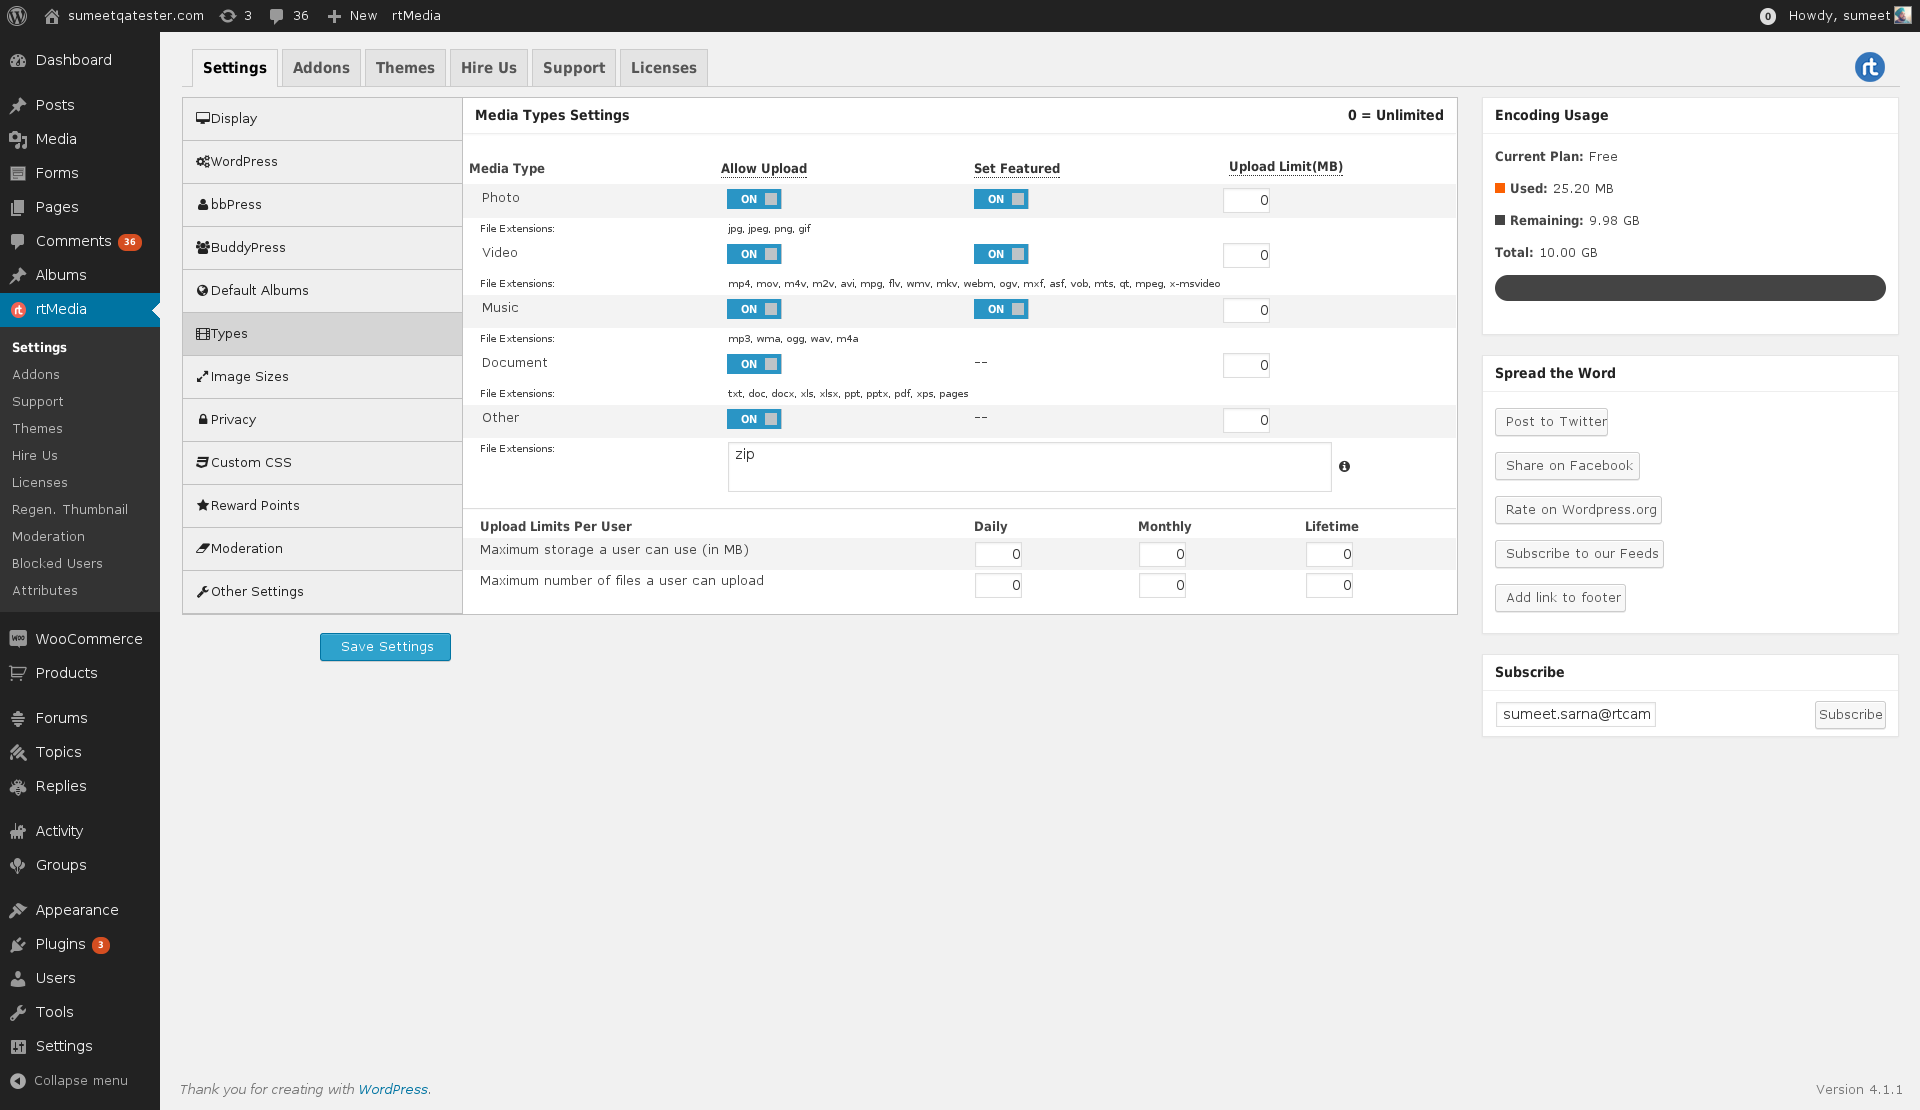 sumeetqatester.com 3 36 New rtMedia 0 Howdy, sumeet
Dashboard
Posts
Media
Forms
Pages
Comments 36
Albums
rtMedia
Settings
Addons
Support
Themes
Hire Us
Licenses
Regen. Thumbnail
Moderation
Blocked Users
Attributes
WooCommerce
Products
Forums
Topics
Replies
Activity
Groups
Appearance
Plugins 3
Users
Tools
Settings
Collapse menu
Settings Addons Themes Hire Us Support Licenses
rt
Display
WordPress
bbPress
BuddyPress
Default Albums
Types
Image Sizes
Privacy
Custom CSS
Reward Points
Moderation
Other Settings
Save Settings
Media Types Settings 0 = Unlimited
Media Type Allow Upload Set Featured Upload Limit(MB)
Photo ON ON 0
File Extensions: jpg, jpeg, png, gif
Video ON ON 0
File Extensions: mp4, mov, m4v, m2v, avi, mpg, flv, wmv, mkv, webm, ogv, mxf, asf, vob, mts, qt, mpeg, x-msvideo
Music ON ON 0
File Extensions: mp3, wma, ogg, wav, m4a
Document ON -- 0
File Extensions: txt, doc, docx, xls, xlsx, ppt, pptx, pdf, xps, pages
Other ON -- 0
File Extensions: zip
Upload Limits Per User Daily Monthly Lifetime
Maximum storage a user can use (in MB) 0 0 0
Maximum number of files a user can upload 0 0 0
Encoding Usage
Current Plan: Free
Used: 25.20 MB
Remaining: 9.98 GB
Total: 10.00 GB
Spread the Word
Post to Twitter
Share on Facebook
Rate on Wordpress.org
Subscribe to our Feeds
Add link to footer
Subscribe
sumeet.sarna@rtcam Subscribe
Thank you for creating with WordPress. Version 4.1.1